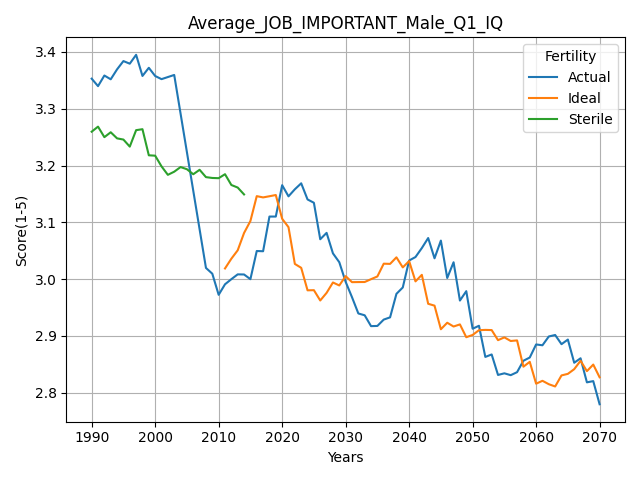 Average_JOB_IMPORTANT_Male_Q1_IQ
Fertility
Actual
Ideal
Sterile
Score(1-5)
3.4
3.3
3.2
3.1
3.0
2.9
2.8
1990 2000 2010 2020 2030 2040 2050 2060 2070
Years